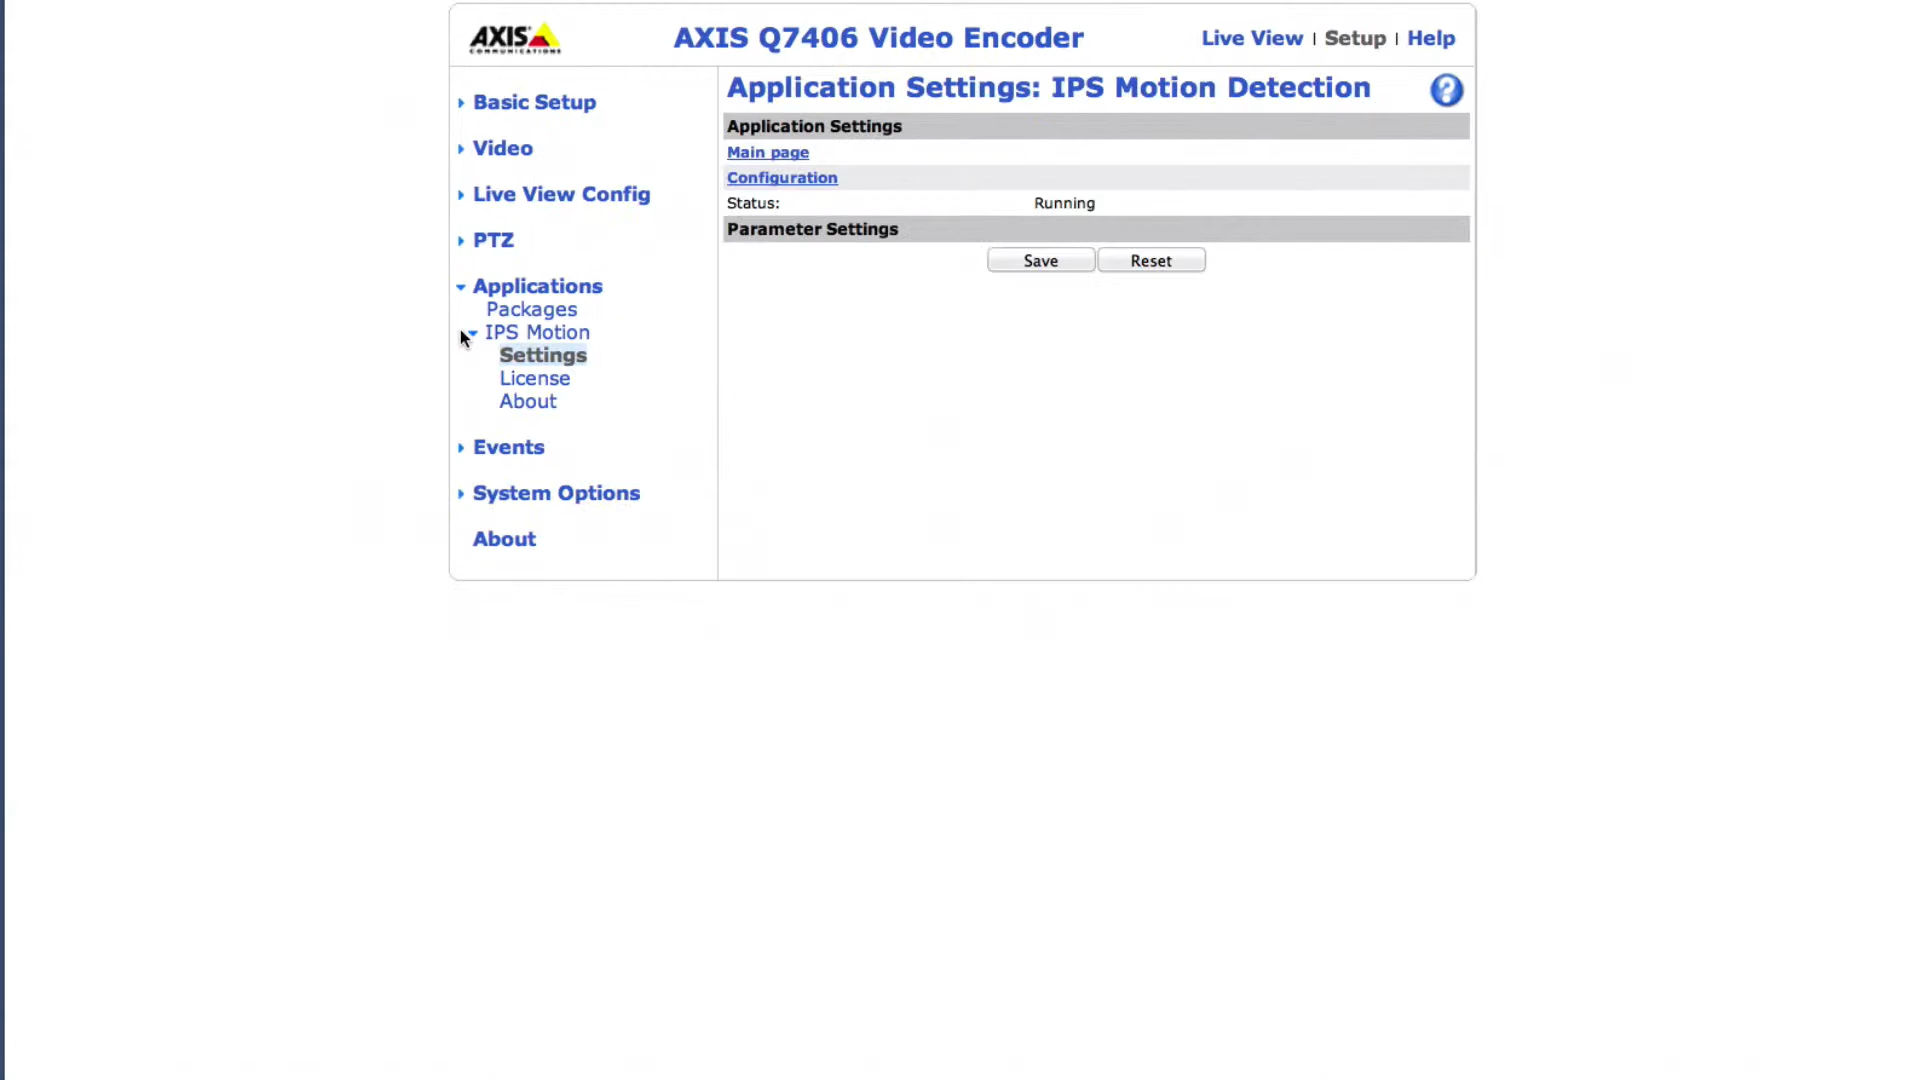 AXIS
COMMUNICATIONS
AXIS Q7406 Video Encoder
Live View | Setup | Help
Basic Setup
Video
Live View Config
PTZ
Applications
Packages
IPS Motion
Settings
License
About
Events
System Options
About
Application Settings: IPS Motion Detection
?
Application Settings
Main page
Configuration
Status: Running
Parameter Settings
Save Reset